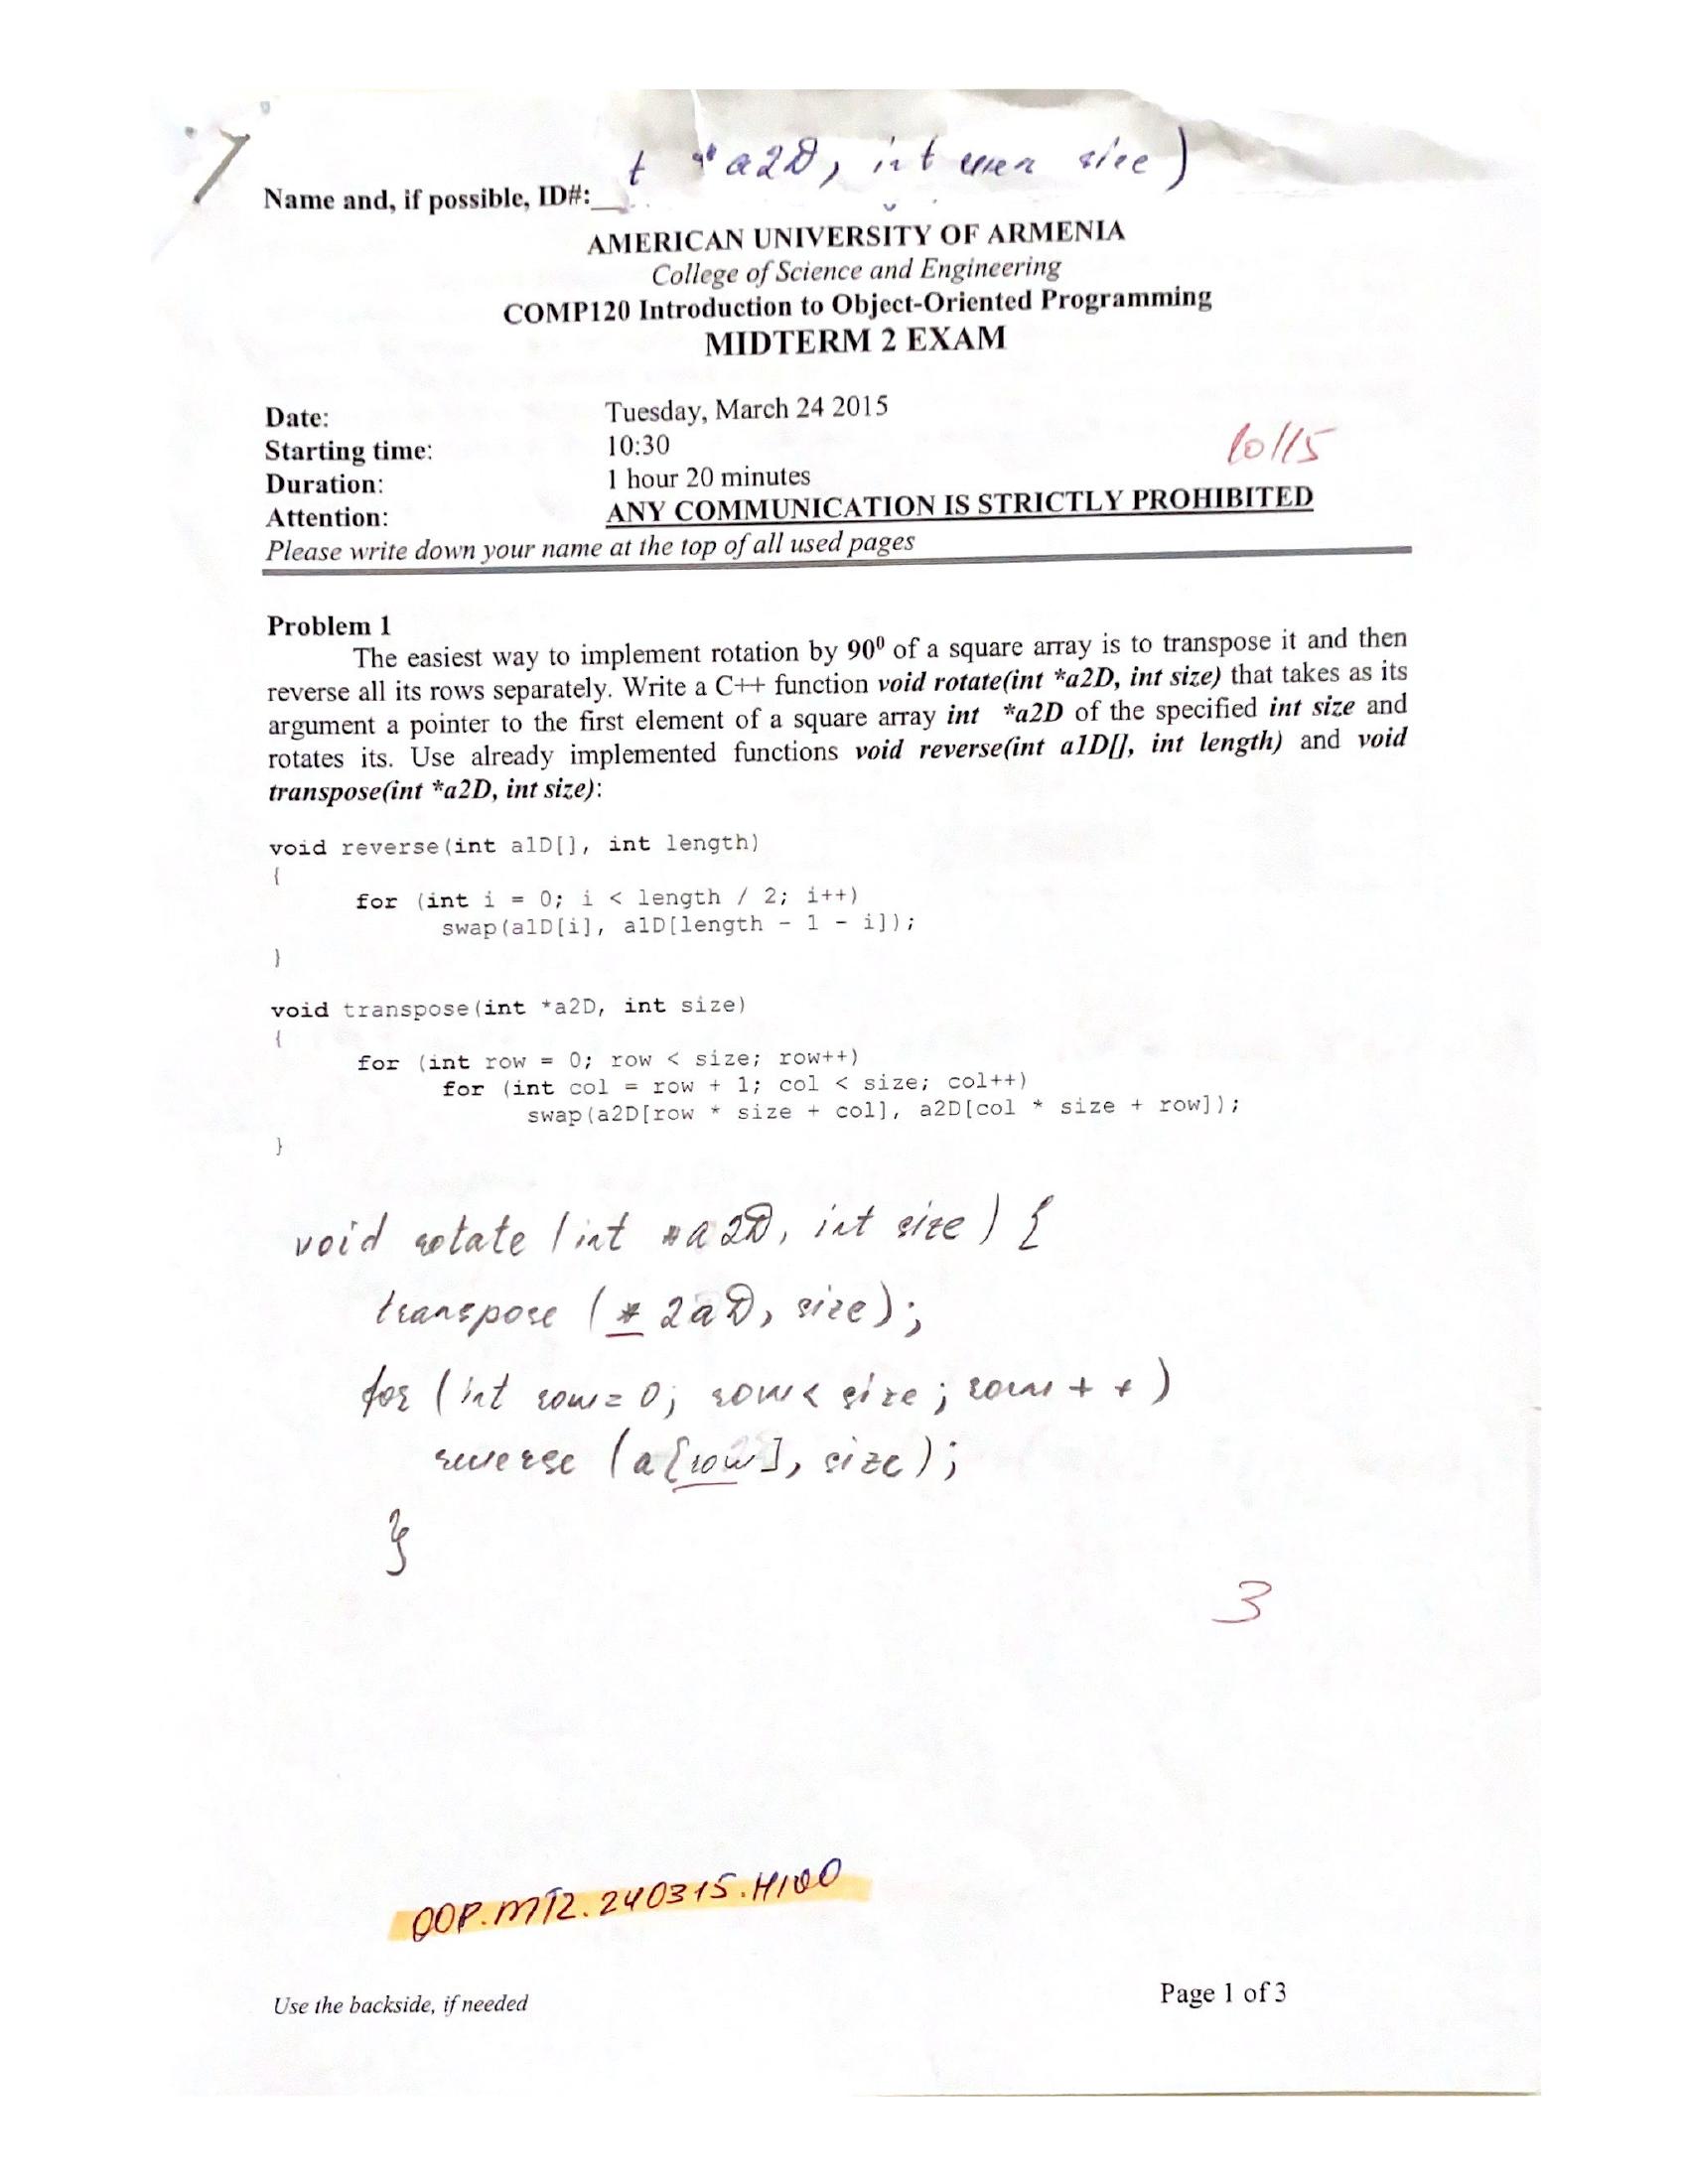 7
t *a2D, int size)
Name and, if possible, ID#:
AMERICAN UNIVERSITY OF ARMENIA
College of Science and Engineering
COMP120 Introduction to Object-Oriented Programming
MIDTERM 2 EXAM
Date: Tuesday, March 24 2015
Starting time: 10:30
10/15
Duration: 1 hour 20 minutes
Attention: ANY COMMUNICATION IS STRICTLY PROHIBITED
Please write down your name at the top of all used pages
Problem 1
The easiest way to implement rotation by 90⁰ of a square array is to transpose it and then
reverse all its rows separately. Write a C++ function void rotate(int *a2D, int size) that takes as its
argument a pointer to the first element of a square array int *a2D of the specified int size and
rotates its. Use already implemented functions void reverse(int a1D[], int length) and void
transpose(int *a2D, int size):
void reverse(int a1D[], int length)
{
for (int i = 0; i < length / 2; i++)
swap(a1D[i], a1D[length - 1 - i]);
}
void transpose(int *a2D, int size)
{
for (int row = 0; row < size; row++)
for (int col = row + 1; col < size; col++)
swap(a2D[row * size + col], a2D[col * size + row]);
}
void rotate (int *a2D, int size) {
transpose (* 2aD, size);
for (int row = 0; row < size; row++)
reverse (a[row], size);
}
3
OOP.MT2.240315.H100
Use the backside, if needed
Page 1 of 3